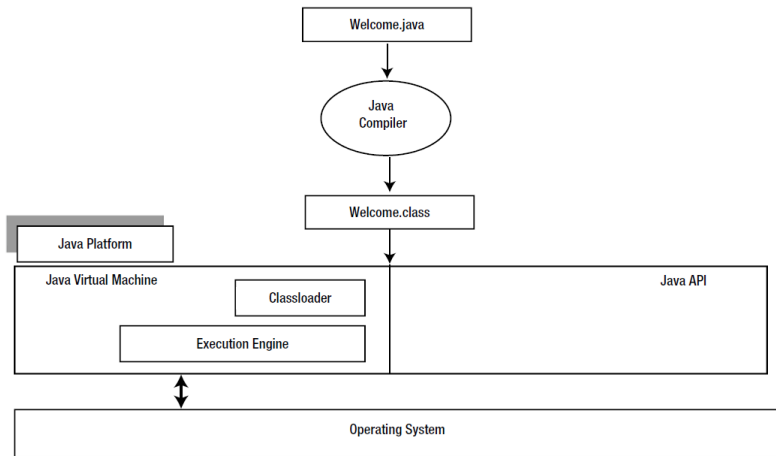 Welcome.java
Java
Compiler
Welcome.class
Java Platform
Java Virtual Machine
Java API
Classloader
Execution Engine
Operating System